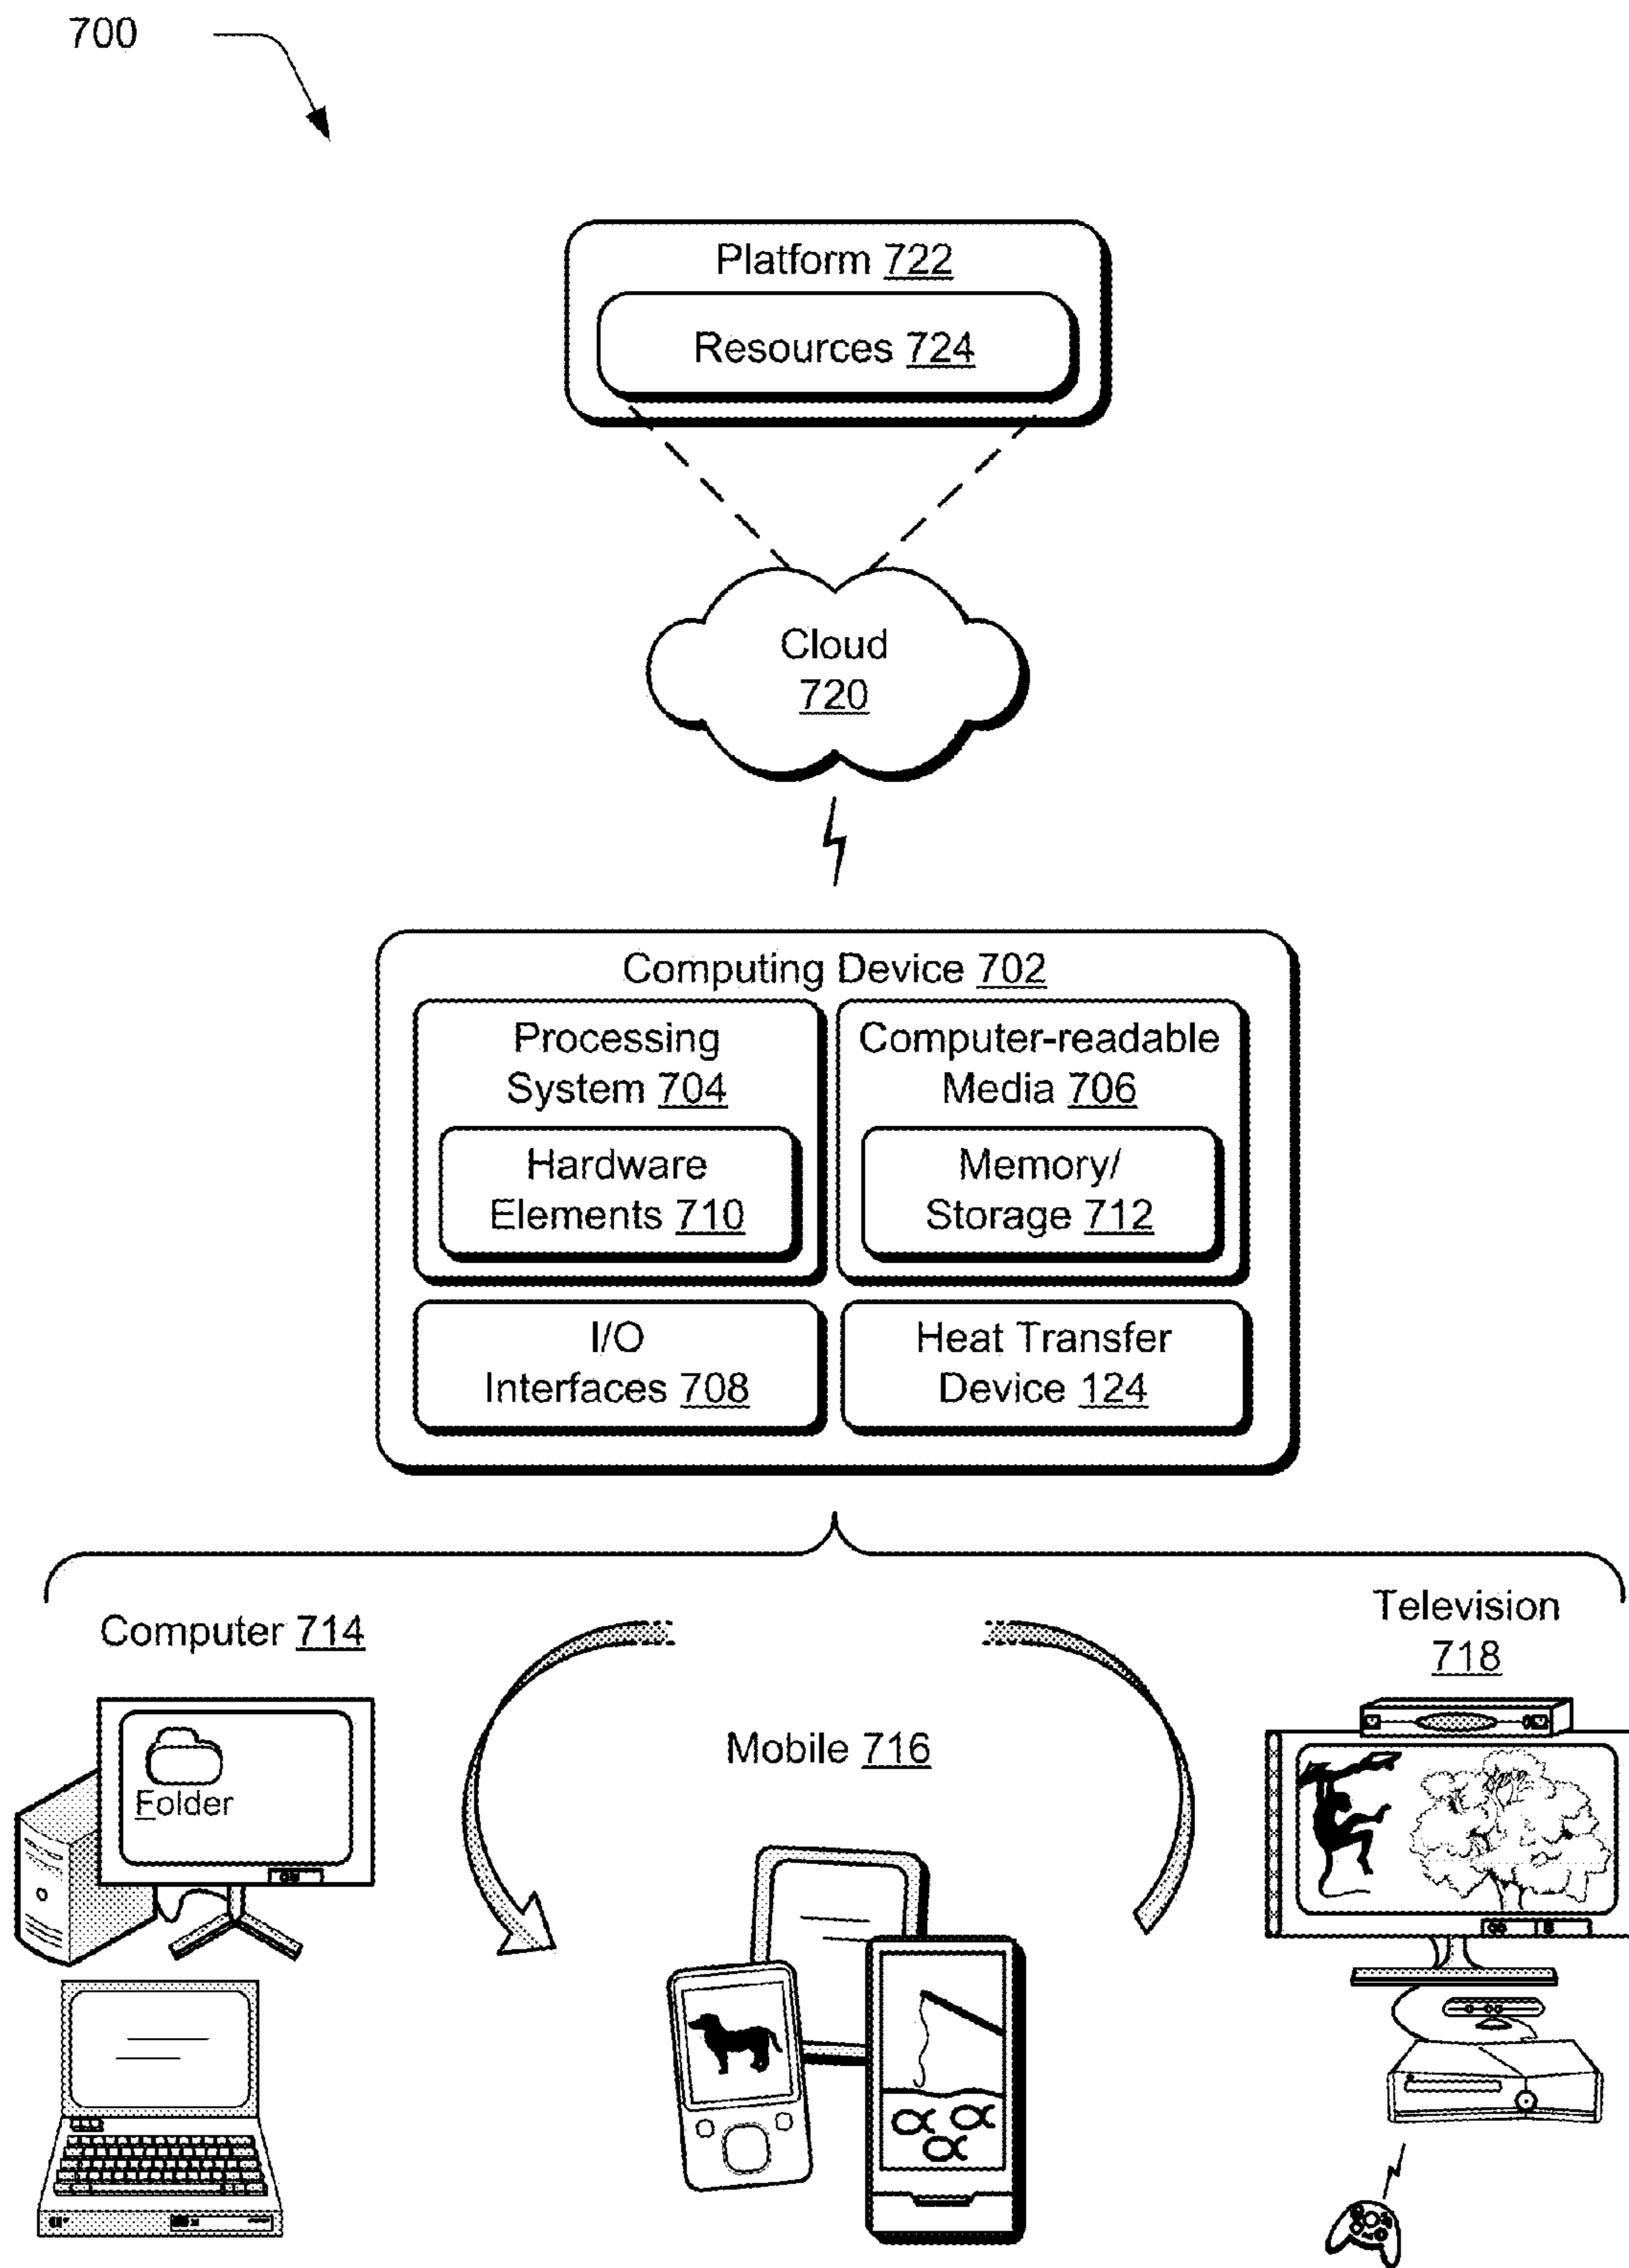 700
Platform 722
Resources 724
Cloud
720
Computing Device 702
Processing
System 704
Hardware
Elements 710
Computer-readable
Media 706
Memory/
Storage 712
I/O
Interfaces 708
Heat Transfer
Device 124
Computer 714
Folder
Mobile 716
Television
718